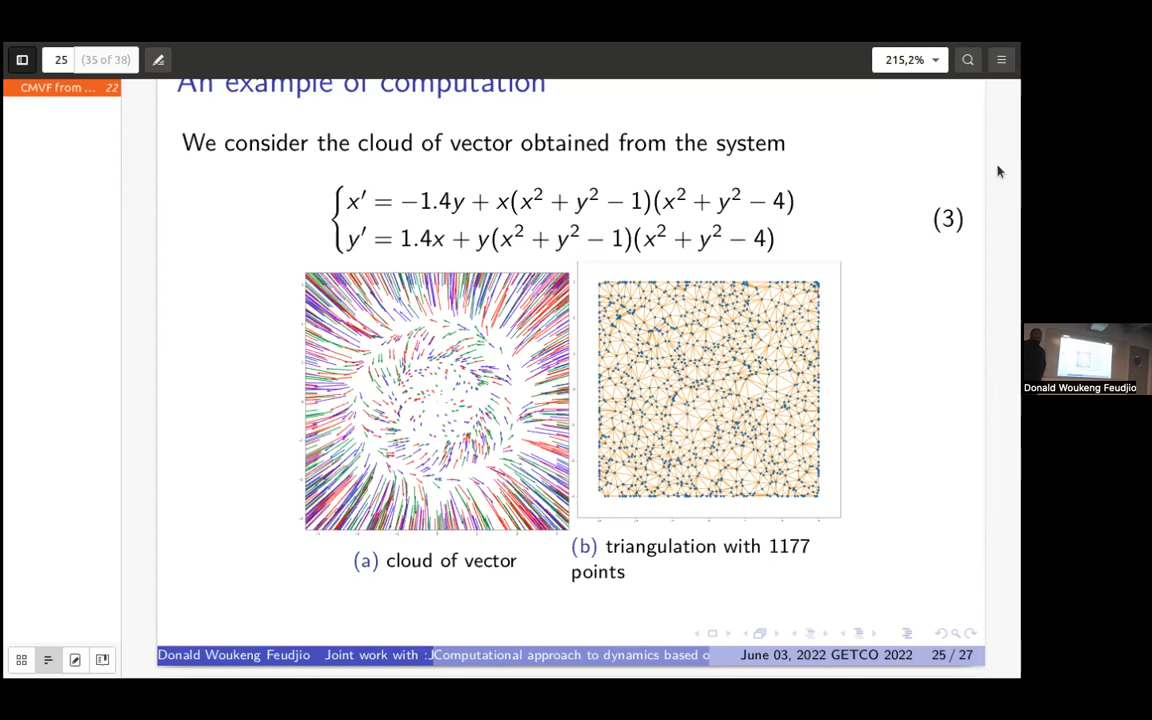 25 (35 of 38) 215,2%
CMVF from ... 22
An example of computation
We consider the cloud of vector obtained from the system
x′ = −1.4y + x(x² + y² − 1)(x² + y² − 4)
y′ = 1.4x + y(x² + y² − 1)(x² + y² − 4)
(3)
(a) cloud of vector
(b) triangulation with 1177
points
Donald Woukeng Feudjio
Donald Woukeng Feudjio Joint work with :J Computational approach to dynamics based o June 03, 2022 GETCO 2022 25 / 27